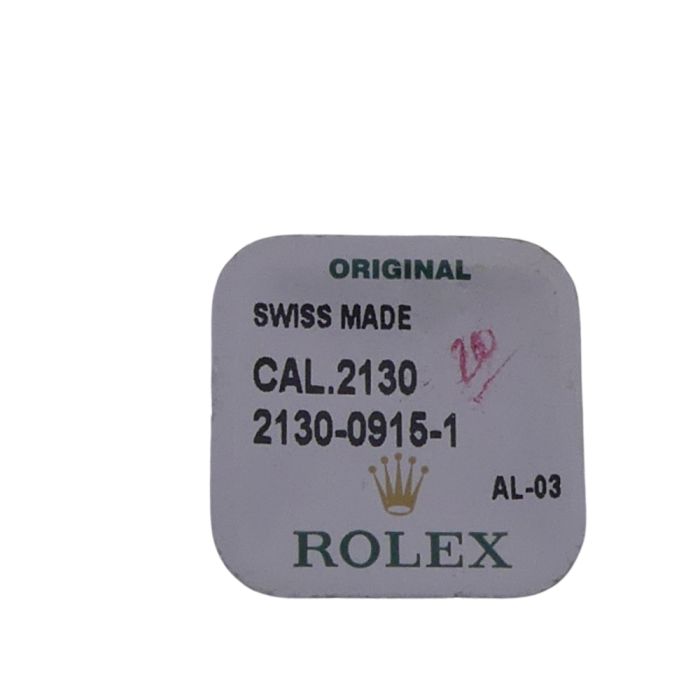 ORIGINAL
SWISS MADE
CAL.2130
2130-0915-1
AL-03
ROLEX